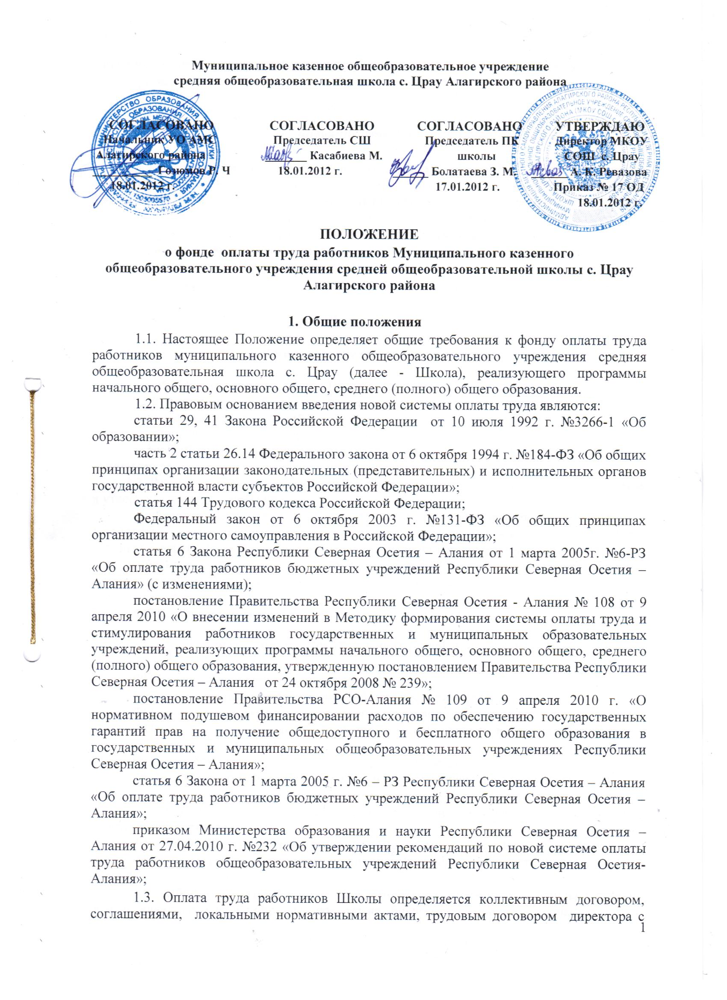 Муниципальное казенное общеобразовательное учреждение
средняя общеобразовательная школа с. Црау Алагирского района
СОГЛАСОВАНО
Начальник УО АМС
Алагирского района
Гозюмов Р. Ч
18.01.2012 г.
СОГЛАСОВАНО
Председатель СШ
Касабиева М.
18.01.2012 г.
СОГЛАСОВАНО
Председатель ПК
школы
Болатаева З. М.
17.01.2012 г.
УТВЕРЖДАЮ
Директор МКОУ
СОШ с. Црау
А. К. Ревазова
Приказ № 17 ОД
18.01.2012 г.
ПОЛОЖЕНИЕ
о фонде оплаты труда работников Муниципального казенного
общеобразовательного учреждения средней общеобразовательной школы с. Црау
Алагирского района
1. Общие положения
1.1. Настоящее Положение определяет общие требования к фонду оплаты труда
работников муниципального казенного общеобразовательного учреждения средняя
общеобразовательная школа с. Црау (далее - Школа), реализующего программы
начального общего, основного общего, среднего (полного) общего образования.
1.2. Правовым основанием введения новой системы оплаты труда являются:
статьи 29, 41 Закона Российской Федерации от 10 июля 1992 г. №3266-1 «Об
образовании»;
часть 2 статьи 26.14 Федерального закона от 6 октября 1994 г. №184-ФЗ «Об общих
принципах организации законодательных (представительных) и исполнительных органов
государственной власти субъектов Российской Федерации»;
статья 144 Трудового кодекса Российской Федерации;
Федеральный закон от 6 октября 2003 г. №131-ФЗ «Об общих принципах
организации местного самоуправления в Российской Федерации»;
статья 6 Закона Республики Северная Осетия – Алания от 1 марта 2005г. №6-РЗ
«Об оплате труда работников бюджетных учреждений Республики Северная Осетия –
Алания» (с изменениями);
постановление Правительства Республики Северная Осетия - Алания № 108 от 9
апреля 2010 «О внесении изменений в Методику формирования системы оплаты труда и
стимулирования работников государственных и муниципальных образовательных
учреждений, реализующих программы начального общего, основного общего, среднего
(полного) общего образования, утвержденную постановлением Правительства Республики
Северная Осетия – Алания от 24 октября 2008 № 239»;
постановление Правительства РСО-Алания № 109 от 9 апреля 2010 г. «О
нормативном подушевом финансировании расходов по обеспечению государственных
гарантий прав на получение общедоступного и бесплатного общего образования в
государственных и муниципальных общеобразовательных учреждениях Республики
Северная Осетия – Алания»;
статья 6 Закона от 1 марта 2005 г. №6 – РЗ Республики Северная Осетия – Алания
«Об оплате труда работников бюджетных учреждений Республики Северная Осетия –
Алания»;
приказом Министерства образования и науки Республики Северная Осетия –
Алания от 27.04.2010 г. №232 «Об утверждении рекомендаций по новой системе оплаты
труда работников общеобразовательных учреждений Республики Северная Осетия-
Алания»;
1.3. Оплата труда работников Школы определяется коллективным договором,
соглашениями, локальными нормативными актами, трудовым договором директора с
1